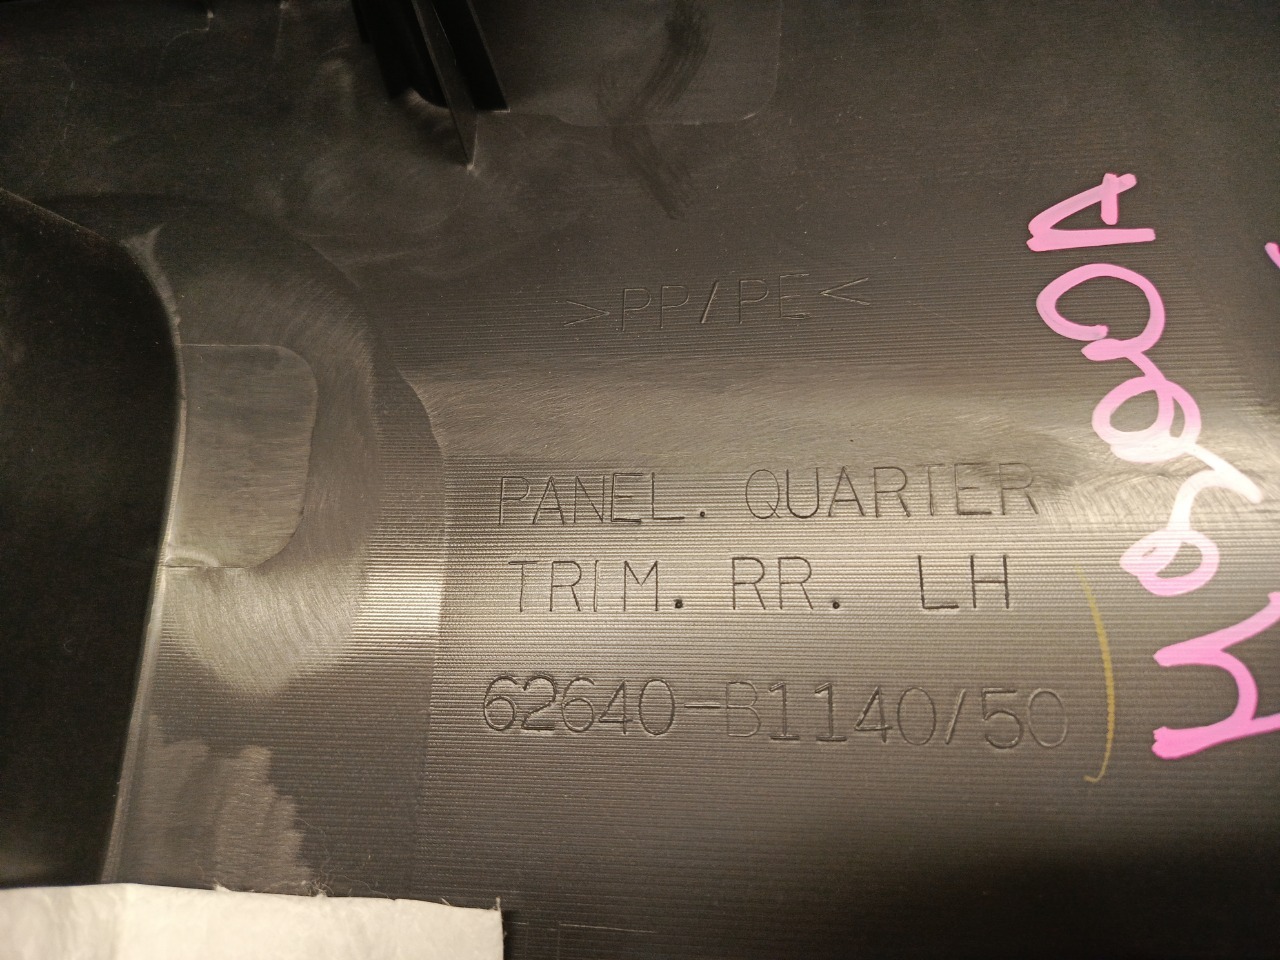 >PP/PE<
PANEL. QUARTER
TRIM. RR. LH
62640-B1140/50